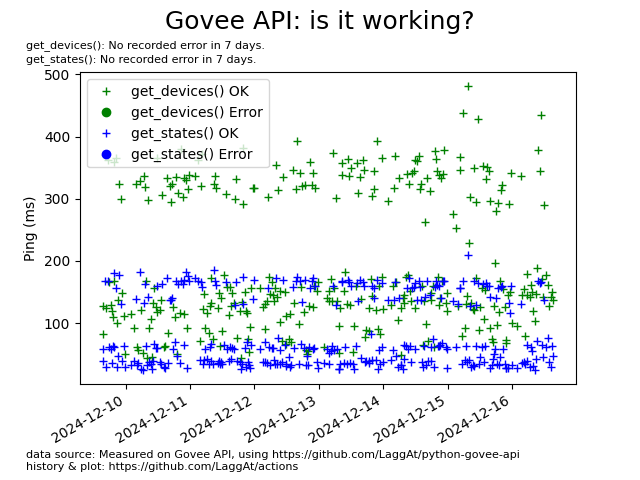 Govee API: is it working?
get_devices(): No recorded error in 7 days.
get_states(): No recorded error in 7 days.
get_devices() OK
get_devices() Error
get_states() OK
get_states() Error
Ping (ms)
500
400
300
200
100
2024-12-10
2024-12-11
2024-12-12
2024-12-13
2024-12-14
2024-12-15
2024-12-16
data source: Measured on Govee API, using https://github.com/LaggAt/python-govee-api
history & plot: https://github.com/LaggAt/actions